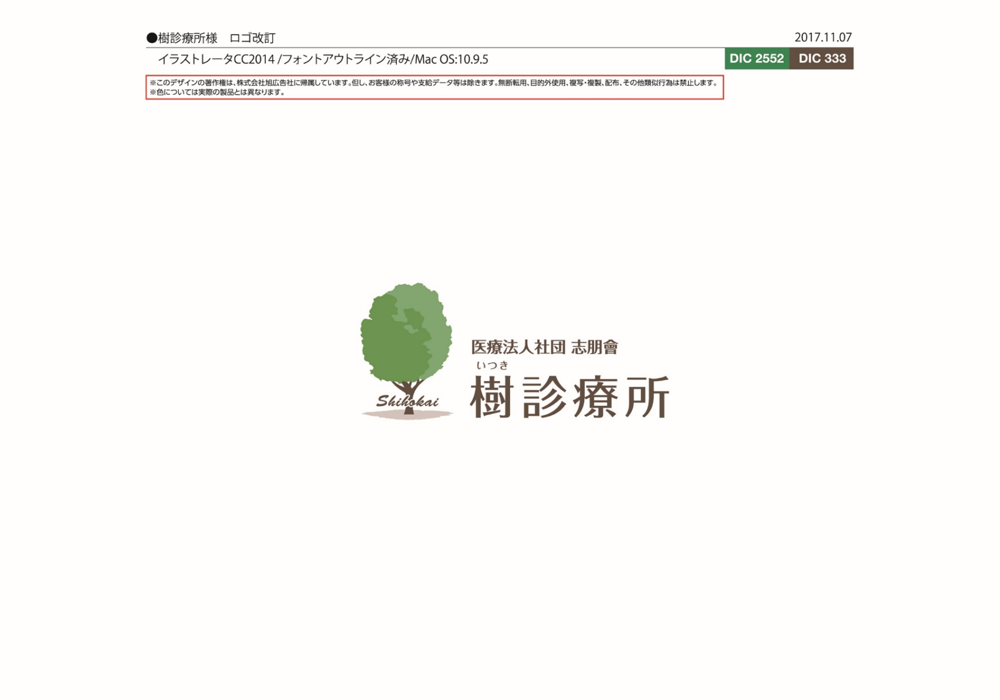 ●樹診療所様　ロゴ改訂
2017.11.07
イラストレータCC2014 /フォントアウトライン済み/Mac OS:10.9.5
DIC 2552
DIC 333
※このデザインの著作権は、株式会社旭広告社に帰属しています。但し、お客様の称号や支給データ等は除きます。無断転用、目的外使用、複写・複製、配布、その他類似行為は禁止します。
※色については実際の製品とは異なります。
医療法人社団 志朋會
いつき
樹診療所
Shihokai